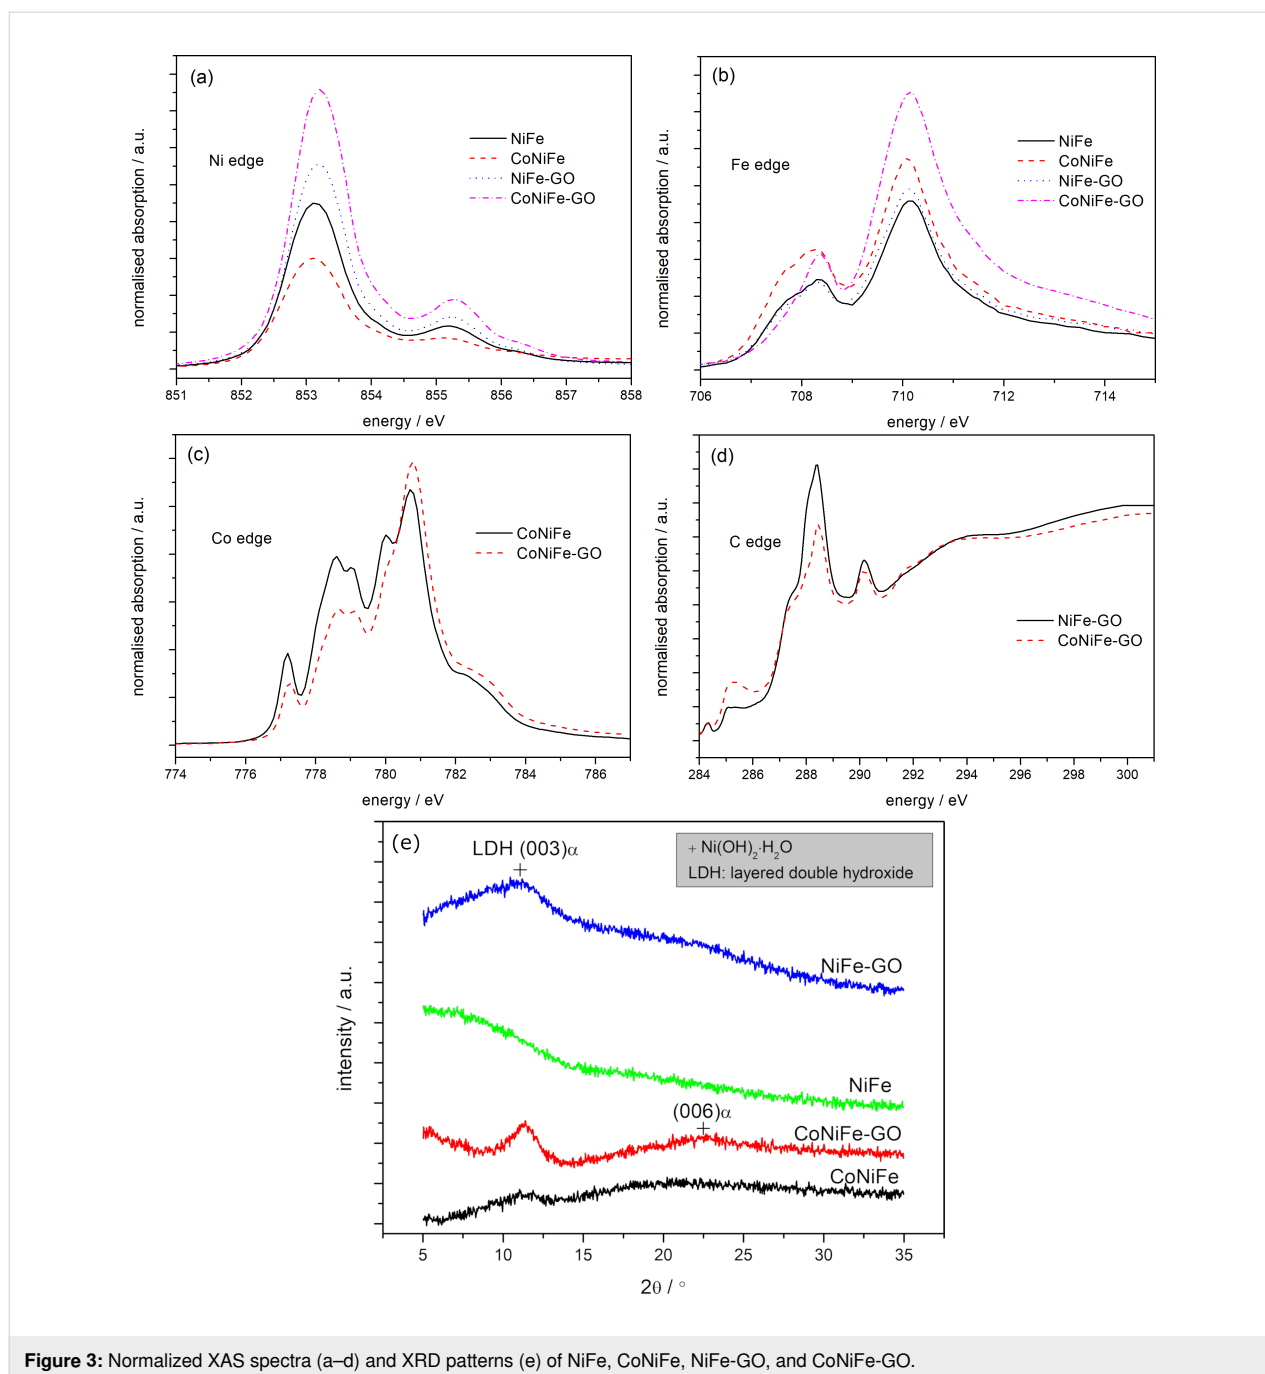 (a)
Ni edge
NiFe
CoNiFe
NiFe-GO
CoNiFe-GO
normalised absorption / a.u.
851 852 853 854 855 856 857 858
energy / eV
(b)
Fe edge
NiFe
CoNiFe
NiFe-GO
CoNiFe-GO
normalised absorption / a.u.
706 708 710 712 714
energy / eV
(c)
Co edge
CoNiFe
CoNiFe-GO
normalised absorption / a.u.
774 776 778 780 782 784 786
energy / eV
(d)
C edge
NiFe-GO
CoNiFe-GO
normalised absorption / a.u.
284 286 288 290 292 294 296 298 300
energy / eV
(e)
LDH (003)α
+ Ni(OH)₂·H₂O
LDH: layered double hydroxide
NiFe-GO
NiFe
(006)α
CoNiFe-GO
CoNiFe
intensity / a.u.
5 10 15 20 25 30 35
2θ / °
Figure 3: Normalized XAS spectra (a–d) and XRD patterns (e) of NiFe, CoNiFe, NiFe-GO, and CoNiFe-GO.